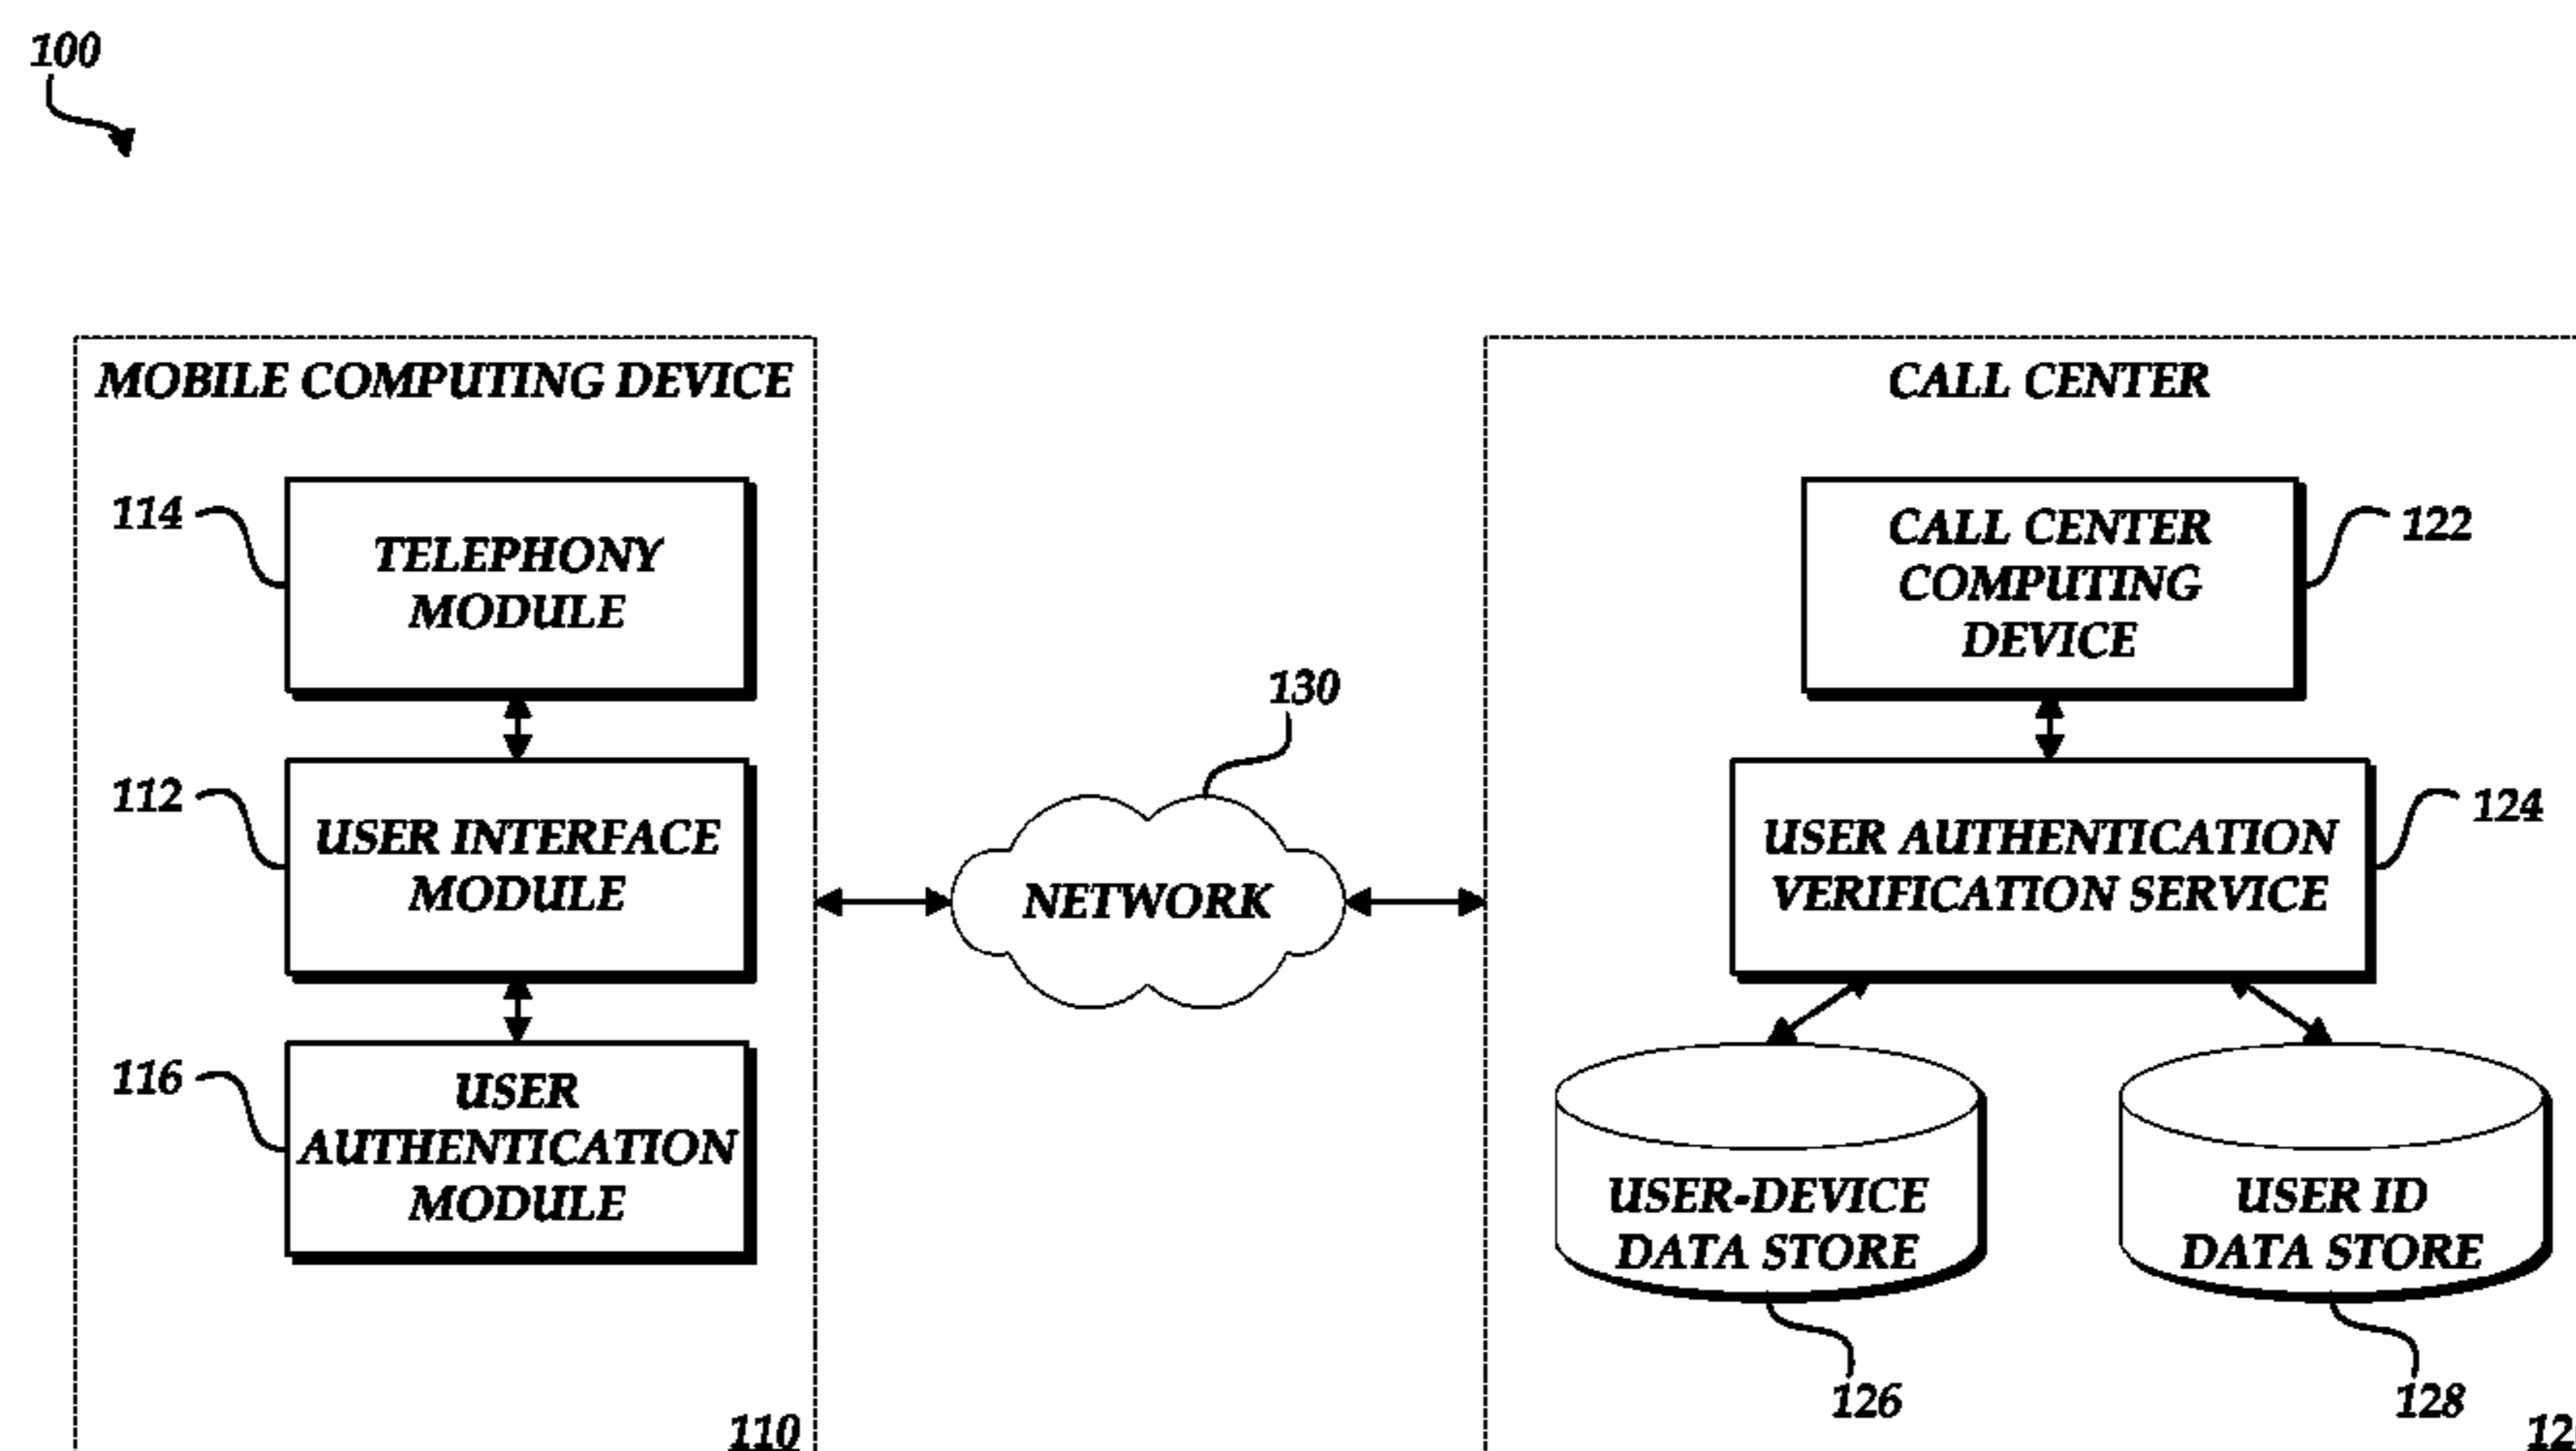 100
MOBILE COMPUTING DEVICE
114
TELEPHONY
MODULE
112
USER INTERFACE
MODULE
116
USER
AUTHENTICATION
MODULE
110
130
NETWORK
CALL CENTER
CALL CENTER
COMPUTING
DEVICE
122
USER AUTHENTICATION
VERIFICATION SERVICE
124
USER-DEVICE
DATA STORE
126
USER ID
DATA STORE
128